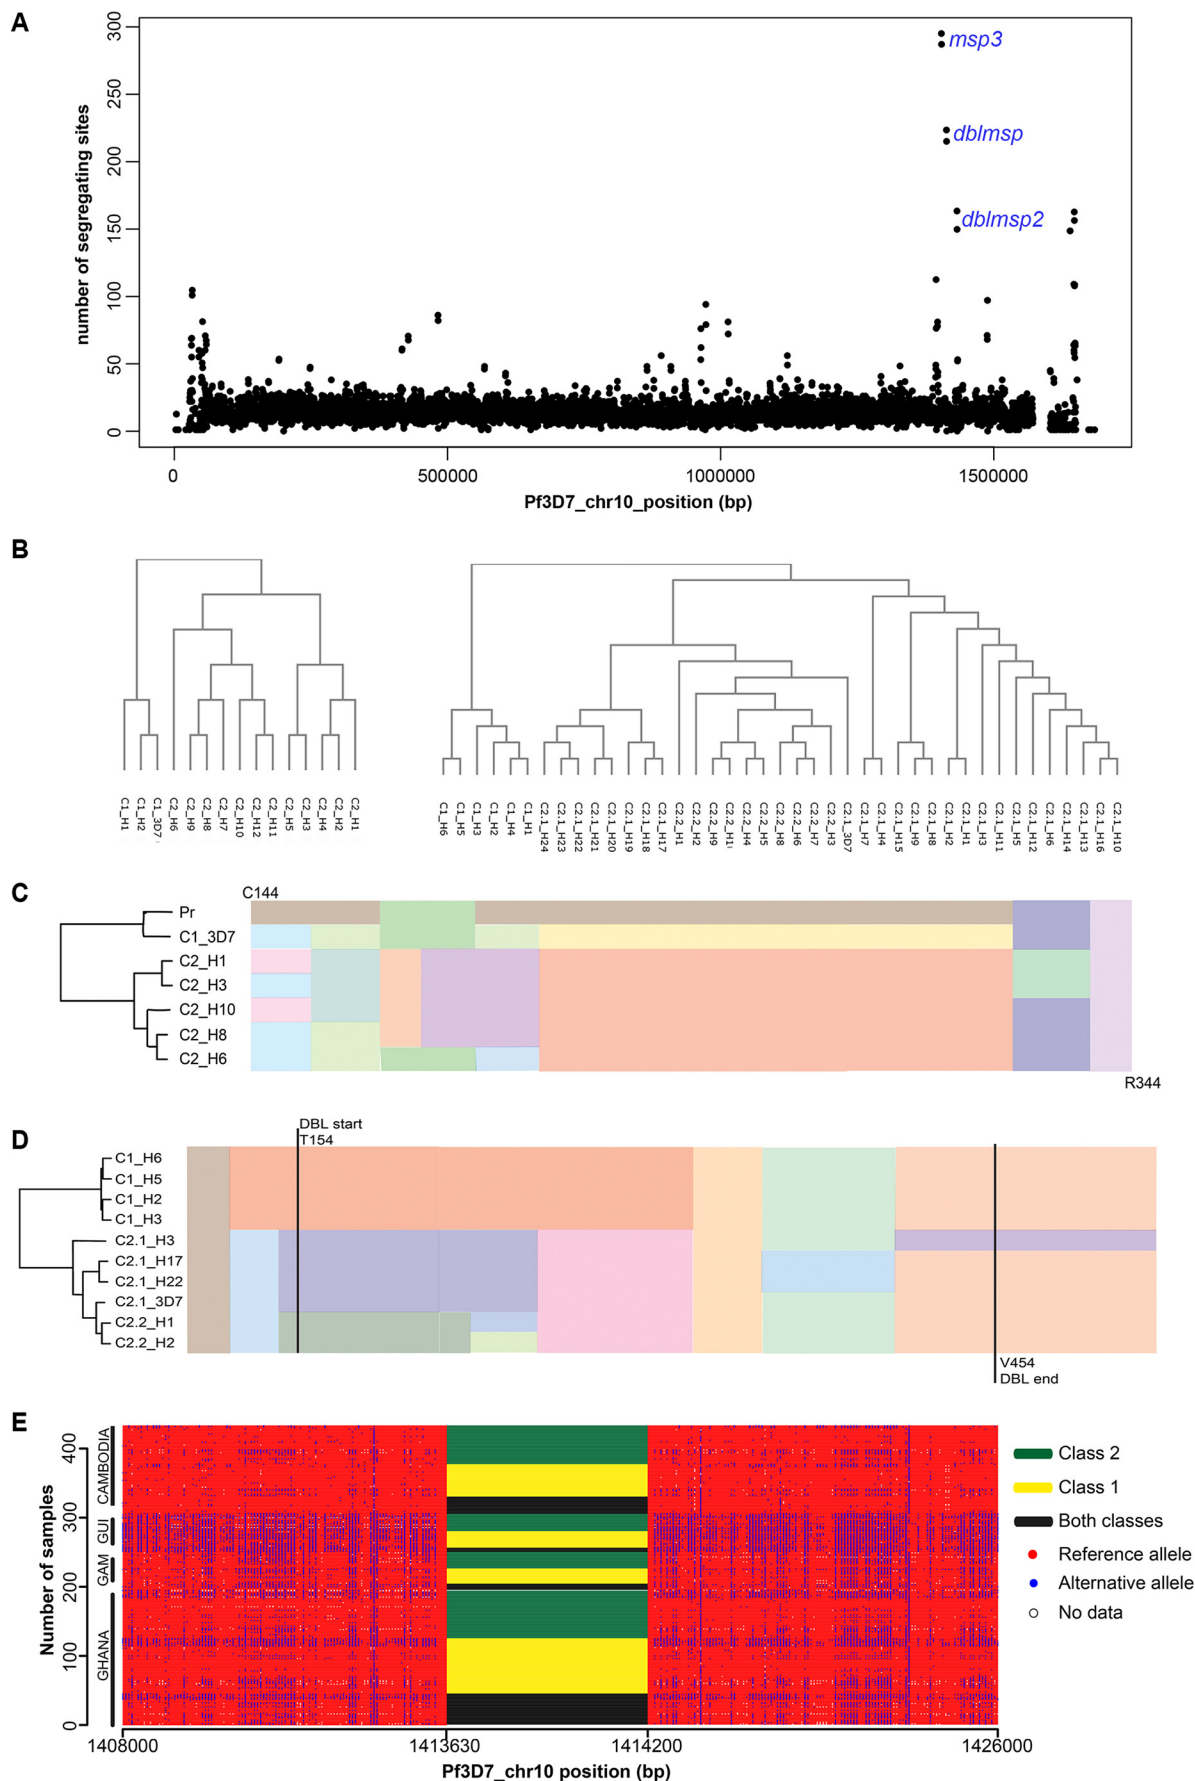 A
300
250
200
150
100
50
0
number of segregating sites
msp3
dblmsp
dblmsp2
0 500000 1000000 1500000
Pf3D7_chr10_position (bp)
B
C1_H1
C1_H2
C1_3D7
C2_H6
C2_H9
C2_H8
C2_H7
C2_H10
C2_H12
C2_H11
C2_H5
C2_H3
C2_H4
C2_H2
C2_H1
C1_H6
C1_H5
C1_H3
C1_H2
C1_H4
C1_H1
C2.1_H24
C2.1_H23
C2.1_H22
C2.1_H21
C2.1_H20
C2.1_H19
C2.1_H18
C2.1_H17
C2.2_H1
C2.2_H2
C2.2_H9
C2.2_H4
C2.2_H5
C2.2_H8
C2.2_H6
C2.2_H7
C2.2_H3
C2.1_3D7
C2.1_H7
C2.1_H4
C2.1_H15
C2.1_H9
C2.1_H8
C2.1_H2
C2.1_H1
C2.1_H3
C2.1_H11
C2.1_H5
C2.1_H12
C2.1_H6
C2.1_H14
C2.1_H13
C2.1_H16
C2.1_H10
C
C144
Pr
C1_3D7
C2_H1
C2_H3
C2_H10
C2_H8
C2_H6
R344
D
DBL start
T154
C1_H6
C1_H5
C1_H2
C1_H3
C2.1_H3
C2.1_H17
C2.1_H22
C2.1_3D7
C2.2_H1
C2.2_H2
V454
DBL end
E
Number of samples
400
300
200
100
0
CAMBODIA
GUI
GAM
GHANA
Class 2
Class 1
Both classes
Reference allele
Alternative allele
No data
1408000 1413630 1414200 1426000
Pf3D7_chr10 position (bp)